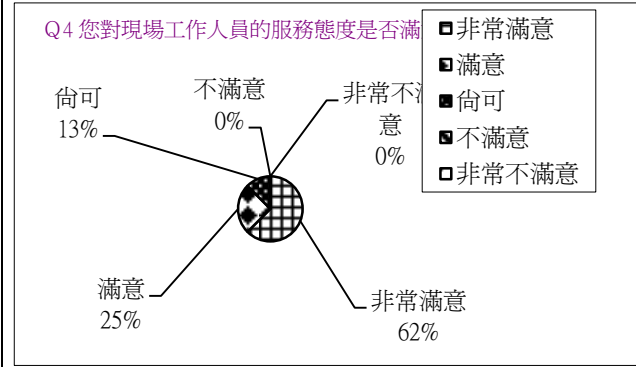 Q4 您對現場工作人員的服務態度是否滿
非常滿意
滿意
尚可
不滿意
非常不滿意
尚可
13%
不滿意
0%
非常不
意
0%
滿意
25%
非常滿意
62%